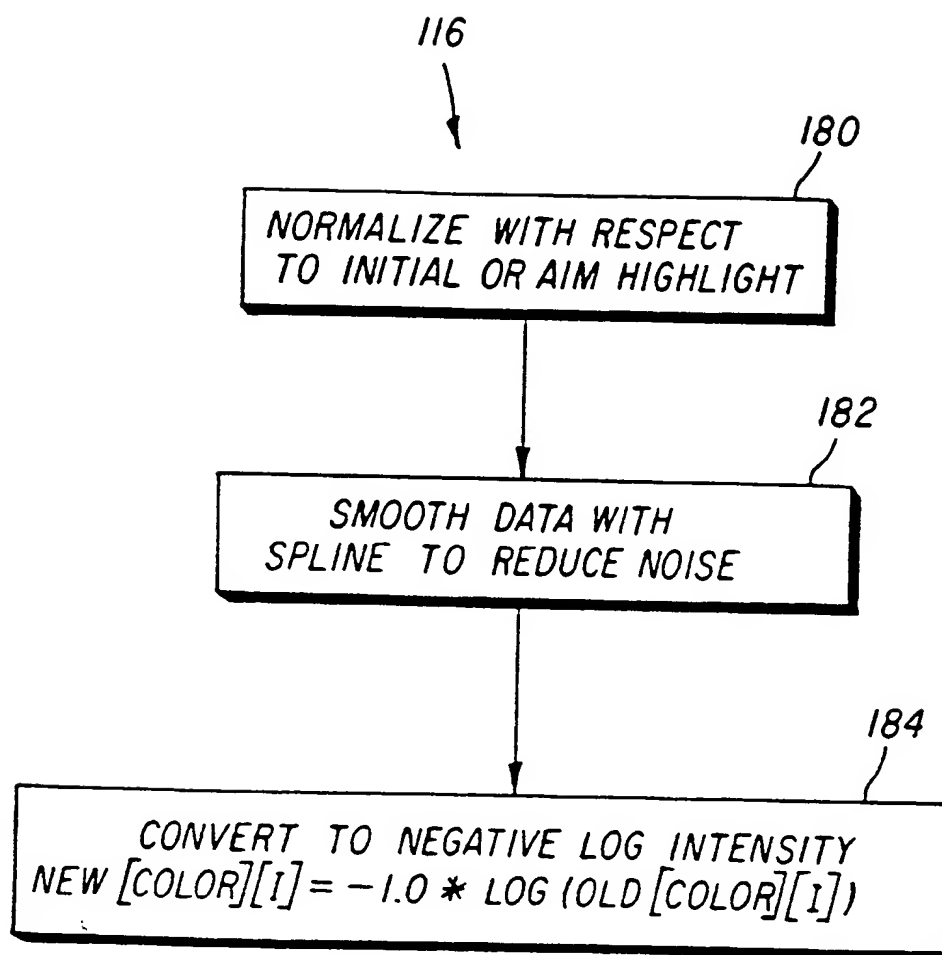 116
180
NORMALIZE WITH RESPECT
TO INITIAL OR AIM HIGHLIGHT
182
SMOOTH DATA WITH
SPLINE TO REDUCE NOISE
184
CONVERT TO NEGATIVE LOG INTENSITY
NEW [COLOR][I] = -1.0 * LOG (OLD [COLOR][I])